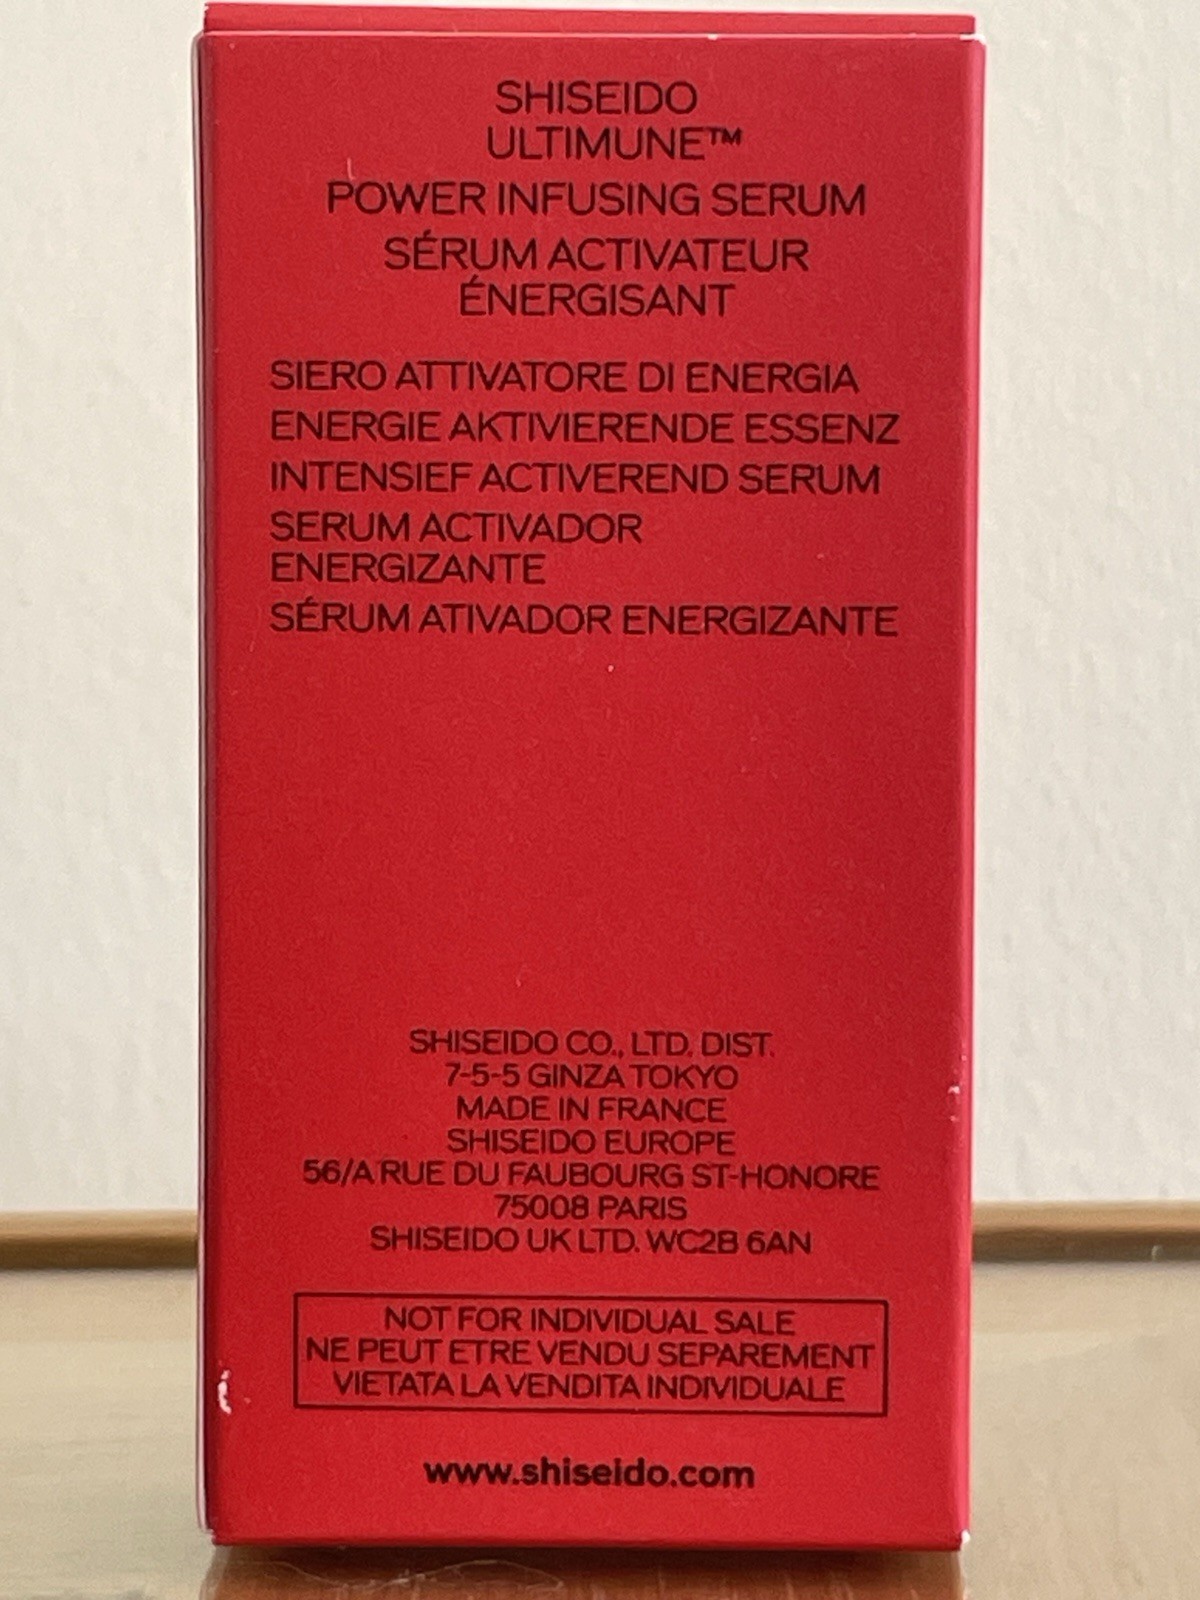 SHISEIDO
ULTIMUNE™
POWER INFUSING SERUM
SÉRUM ACTIVATEUR
ÉNERGISANT
SIERO ATTIVATORE DI ENERGIA
ENERGIE AKTIVIERENDE ESSENZ
INTENSIEF ACTIVEREND SERUM
SERUM ACTIVADOR
ENERGIZANTE
SÉRUM ATIVADOR ENERGIZANTE
SHISEIDO CO., LTD. DIST.
7-5-5 GINZA TOKYO
MADE IN FRANCE
SHISEIDO EUROPE
56/A RUE DU FAUBOURG ST-HONORE
75008 PARIS
SHISEIDO UK LTD. WC2B 6AN
NOT FOR INDIVIDUAL SALE
NE PEUT ETRE VENDU SEPAREMENT
VIETATA LA VENDITA INDIVIDUALE
www.shiseido.com